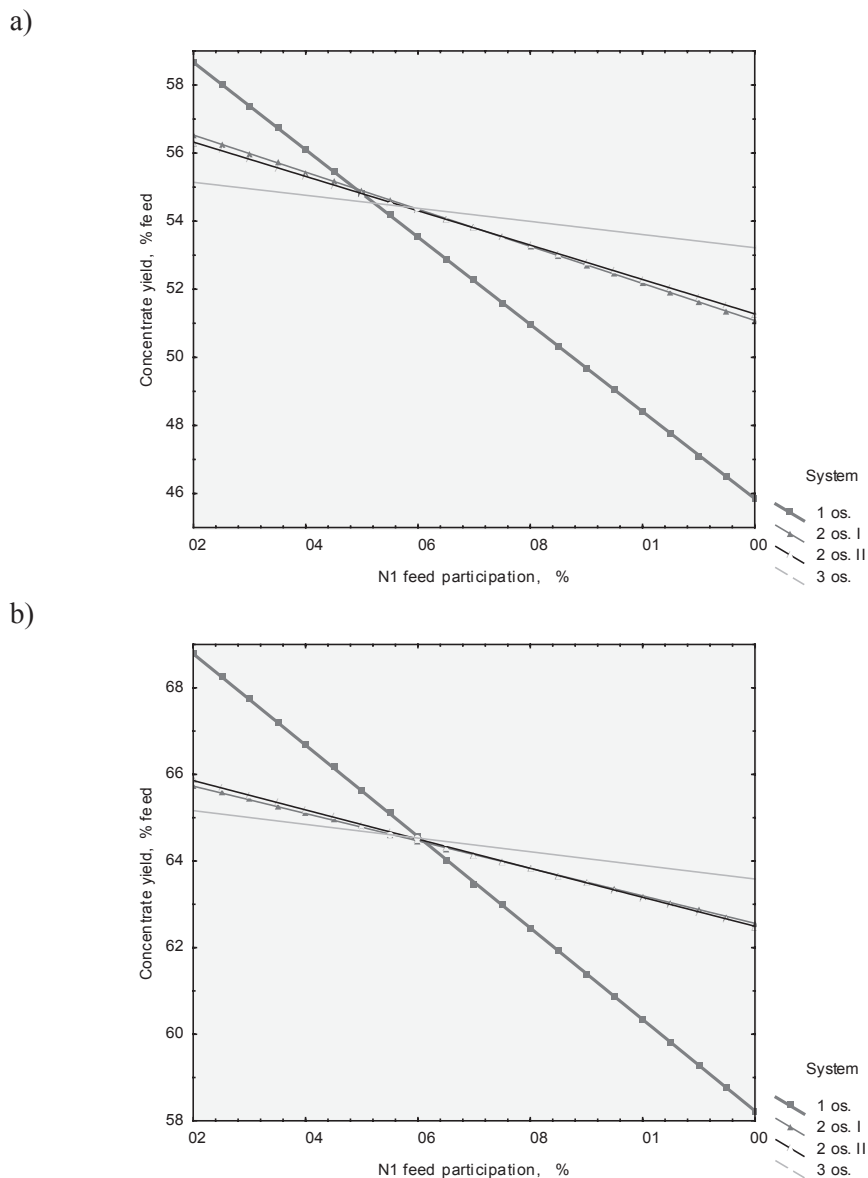 a)
58
56
54
52
50
48
46
Concentrate yield, % feed
02 04 06 08 01 00
N1 feed participation, %
System
1 os.
2 os. I
2 os. II
3 os.
b)
68
66
64
62
60
58
Concentrate yield, % feed
02 04 06 08 01 00
N1 feed participation, %
System
1 os.
2 os. I
2 os. II
3 os.